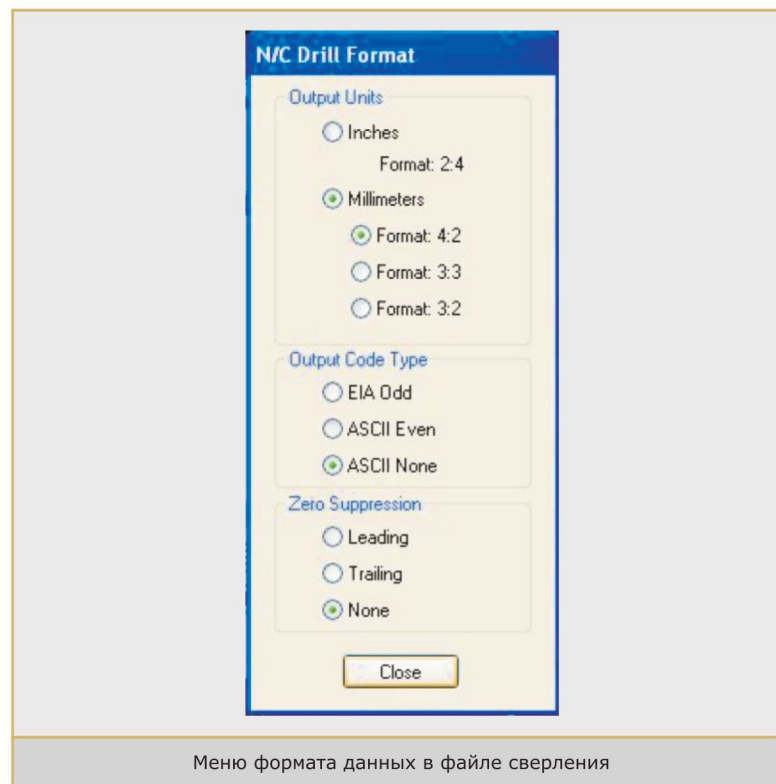 N/C Drill Format
Output Units
Inches
Format: 2:4
Millimeters
Format: 4:2
Format: 3:3
Format: 3:2
Output Code Type
EIA Odd
ASCII Even
ASCII None
Zero Suppression
Leading
Trailing
None
Close
Меню формата данных в файле сверления